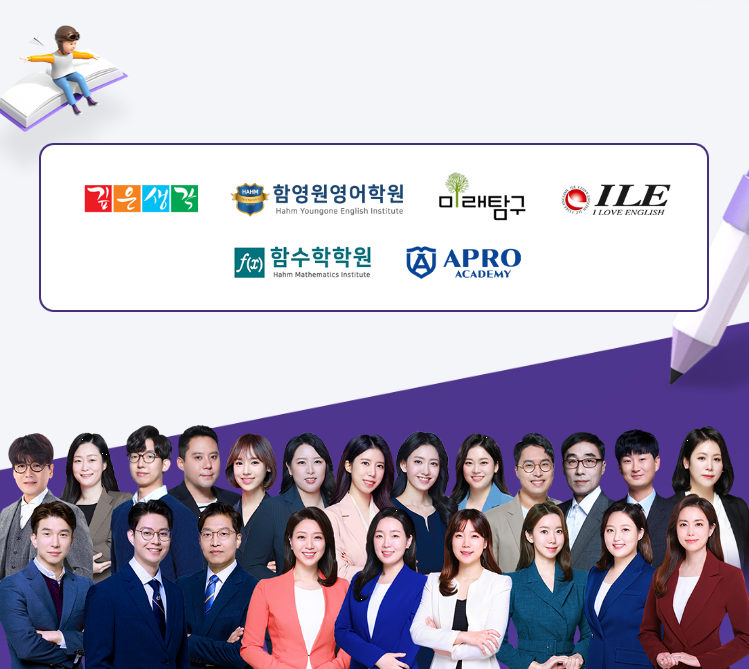 깊은생각
HAHM
함영원영어학원
Hahm Youngone English Institute
미래탐구
ILE
I LOVE ENGLISH
f(x)
함수학학원
Hahm Mathematics Institute
APRO
ACADEMY